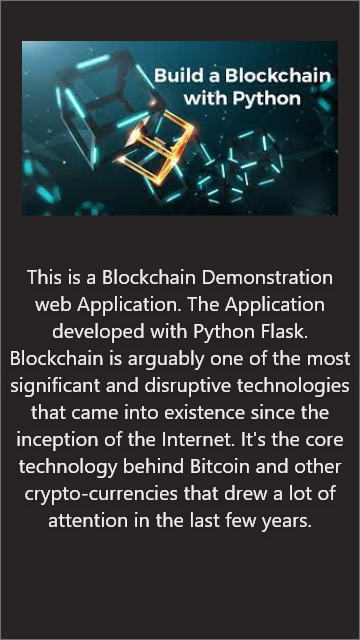 Build a Blockchain
with Python
This is a Blockchain Demonstration
web Application. The Application
developed with Python Flask.
Blockchain is arguably one of the most
significant and disruptive technologies
that came into existence since the
inception of the Internet. It's the core
technology behind Bitcoin and other
crypto-currencies that drew a lot of
attention in the last few years.